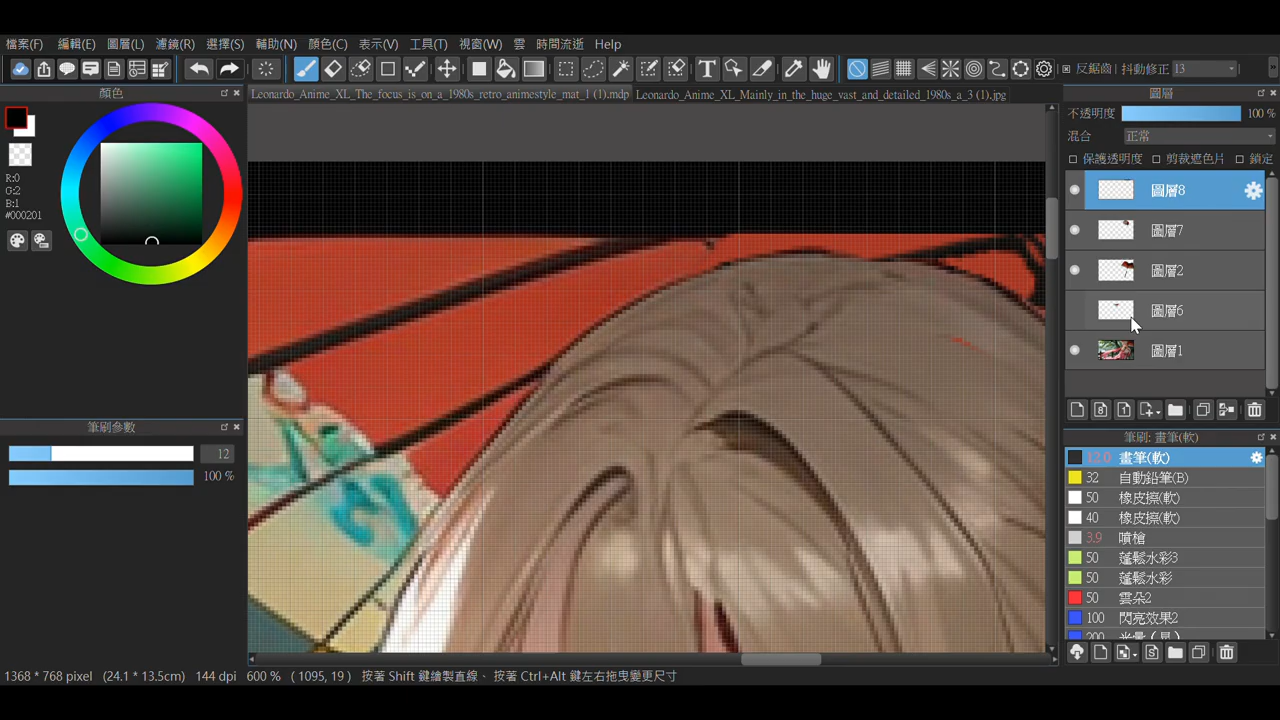 檔案(F) 編輯(E) 圖層(L) 濾鏡(R) 選擇(S) 輔助(N) 顏色(C) 表示(V) 工具(T) 視窗(W) 雲 時間流逝 Help
反鋸齒 抖動修正 13
顏色
Leonardo_Anime_XL_The_focus_is_on_a_1980s_retro_animestyle_mat_1 (1).mdp
Leonardo_Anime_XL_Mainly_in_the_huge_vast_and_detailed_1980s_a_3 (1).jpg
圖層
不透明度 100 %
混合 正常
保護透明度 剪裁遮色片 鎖定
R:0
G:2
B:1
#000201
圖層8
圖層7
圖層2
圖層6
圖層1
筆刷參數
12
100 %
筆刷: 畫筆(軟)
12.0 畫筆(軟)
32 自動鉛筆(B)
50 橡皮擦(軟)
40 橡皮擦(軟)
3.9 噴槍
50 蓬鬆水彩3
50 蓬鬆水彩
50 雲朵2
100 閃亮效果2
200 光暈（星）
1368 * 768 pixel (24.1 * 13.5cm) 144 dpi 600 % ( 1095, 19 ) 按著 Shift 鍵繪製直線、 按著 Ctrl+Alt 鍵左右拖曳變更尺寸